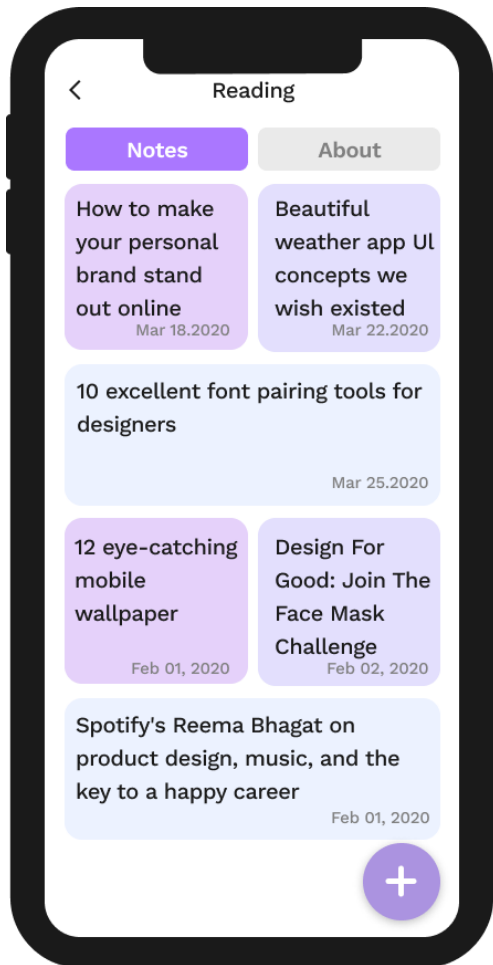 Reading
Notes
About
How to make
your personal
brand stand
out online
Mar 18.2020
Beautiful
weather app UI
concepts we
wish existed
Mar 22.2020
10 excellent font pairing tools for
designers
Mar 25.2020
12 eye-catching
mobile
wallpaper
Feb 01, 2020
Design For
Good: Join The
Face Mask
Challenge
Feb 02, 2020
Spotify's Reema Bhagat on
product design, music, and the
key to a happy career
Feb 01, 2020